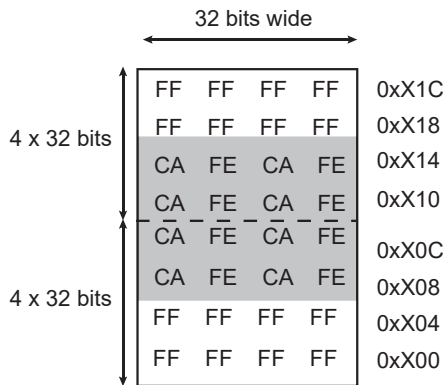 32 bits wide
FF FF FF FF 0xX1C
FF FF FF FF 0xX18
4 x 32 bits
CA FE CA FE 0xX14
CA FE CA FE 0xX10
CA FE CA FE 0xX0C
CA FE CA FE 0xX08
4 x 32 bits
FF FF FF FF 0xX04
FF FF FF FF 0xX00